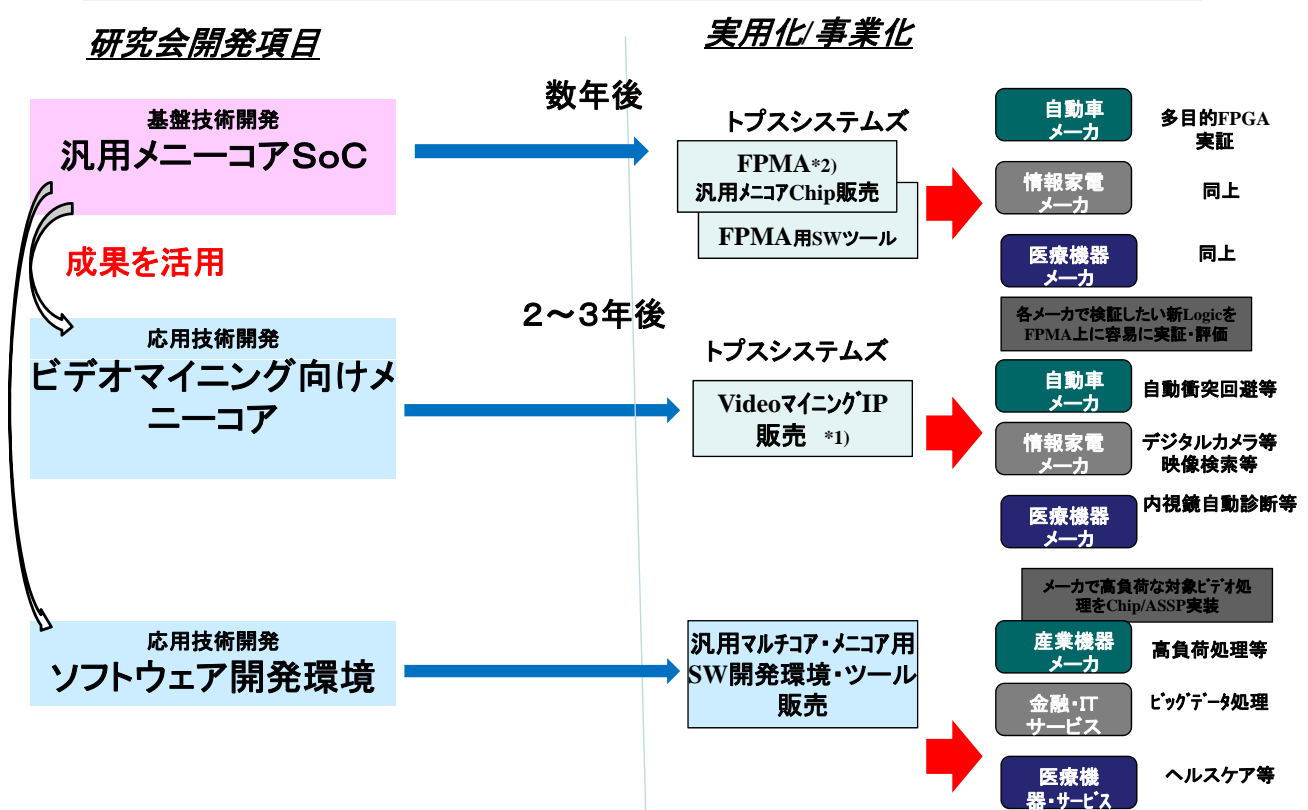 研究会開発項目
実用化/事業化
基盤技術開発
汎用メニーコアSoC
数年後
トプスシステムズ
FPMA*2)
汎用メニコアChip販売
FPMA用SWツール
自動車
メーカ
多目的FPGA
実証
情報家電
メーカ
同上
医療機器
メーカ
同上
各メーカで検証したい新Logicを
FPMA上に容易に実証・評価
成果を活用
応用技術開発
ビデオマイニング向けメ
ニーコア
2～3年後
トプスシステムズ
VideoマイニングIP
販売 *1)
自動車
メーカ
自動衝突回避等
情報家電
メーカ
デジタルカメラ等
映像検索等
医療機器
メーカ
内視鏡自動診断等
メーカで高負荷な対象ビデオ処
理をChip/ASSP実装
応用技術開発
ソフトウェア開発環境
汎用マルチコア・メニコア用
SW開発環境・ツール
販売
産業機器
メーカ
高負荷処理等
金融・IT
サービス
ビッグデータ処理
医療機
器・サービス
ヘルスケア等